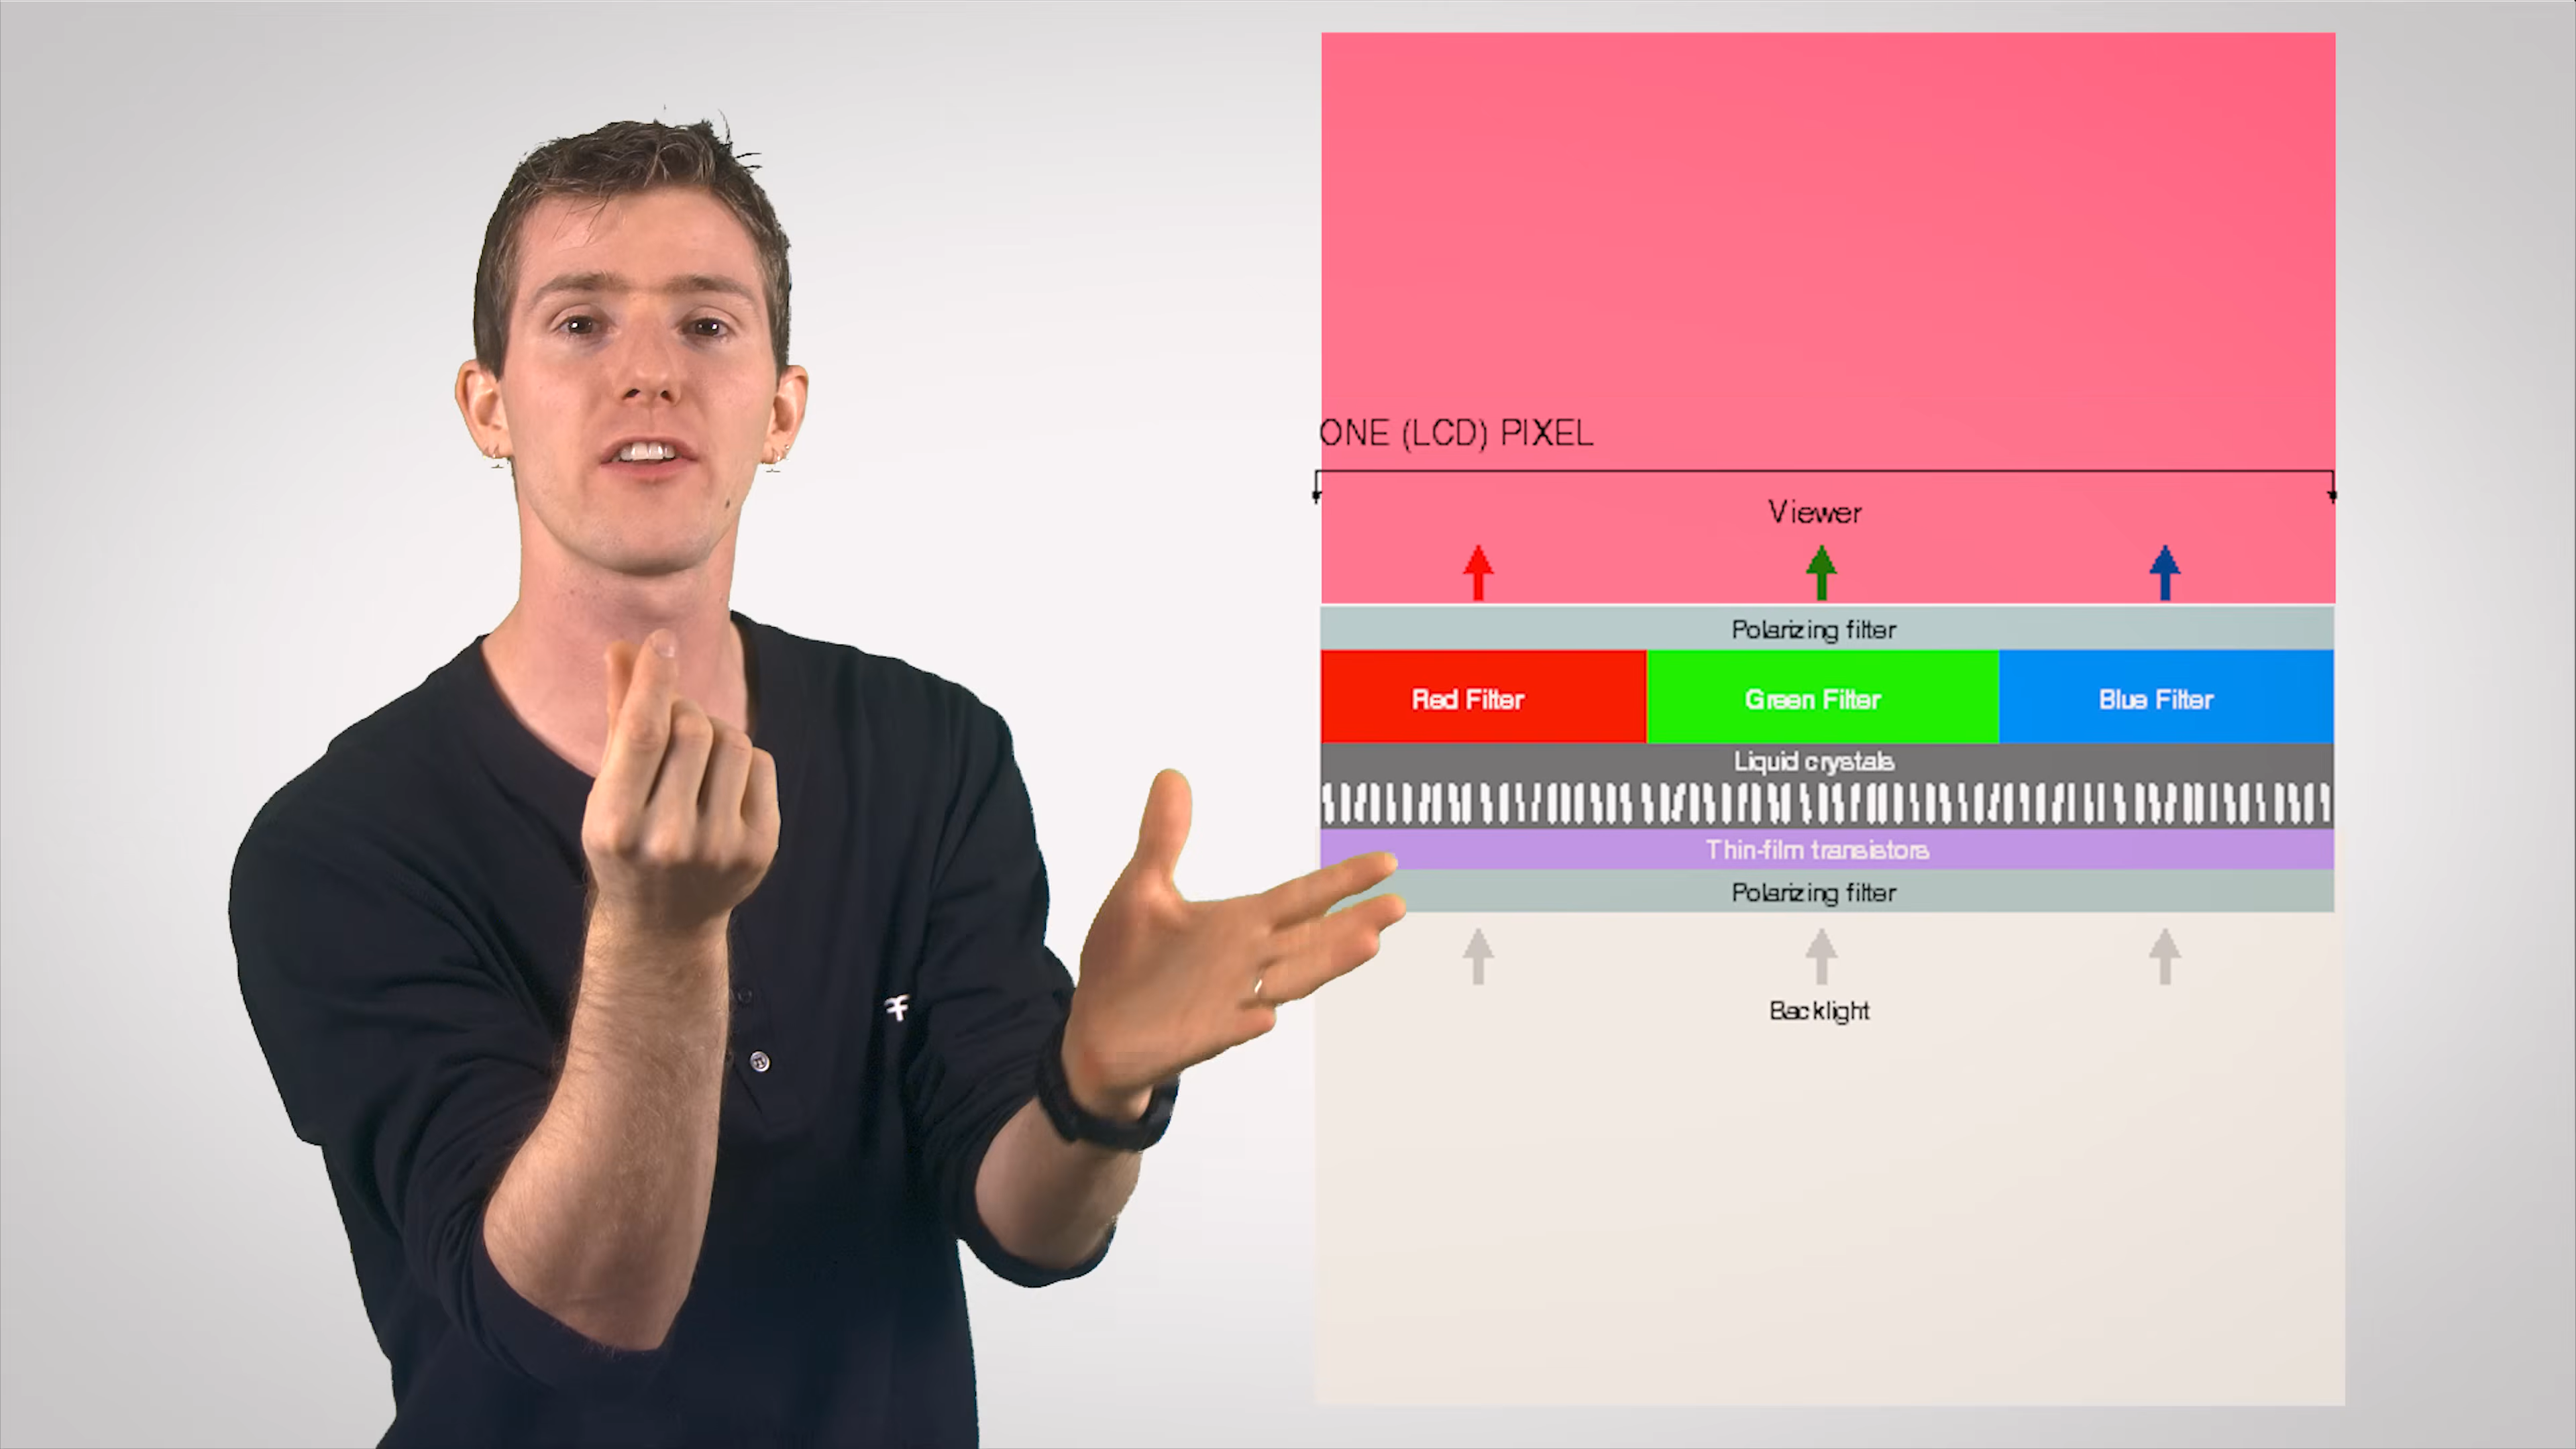 ONE (LCD) PIXEL
Viewer
Polarizing filter
Red Filter Green Filter Blue Filter
Liquid crystals
Thin-film transistors
Polarizing filter
Backlight